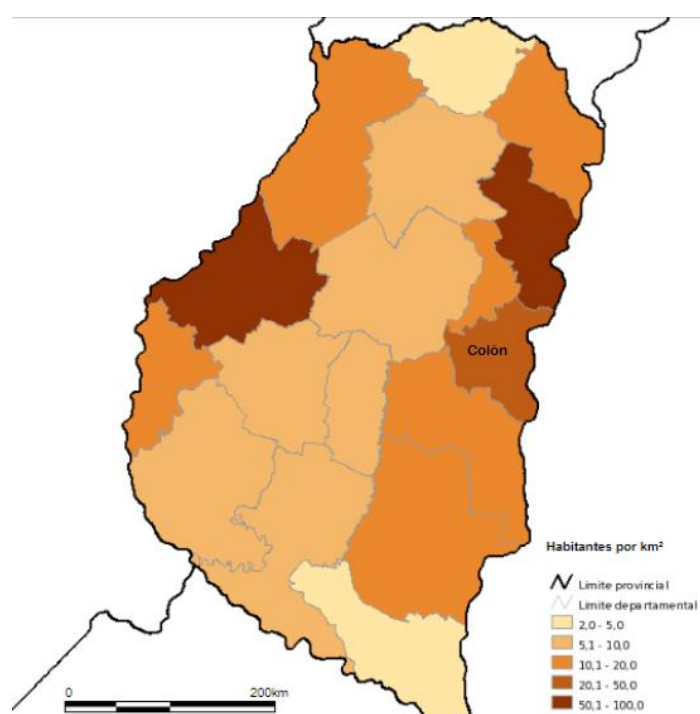 Colón
Habitantes por km²
Límite provincial
Límite departamental
2,0 - 5,0
5,1 - 10,0
10,1 - 20,0
20,1 - 50,0
50,1 - 100,0
0 200km